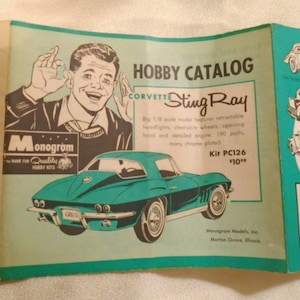 HOBBY CATALOG
CORVETTE Sting Ray
Big 1/8 scale model features retractable
headlights, steerable wheels, opening
hood and detailed engine. 190 parts,
many chrome plated.
Kit PC126
$10.98
Monogram
the NAME FOR Quality
HOBBY KITS
Monogram Models, Inc.
Morton Grove, Illinois